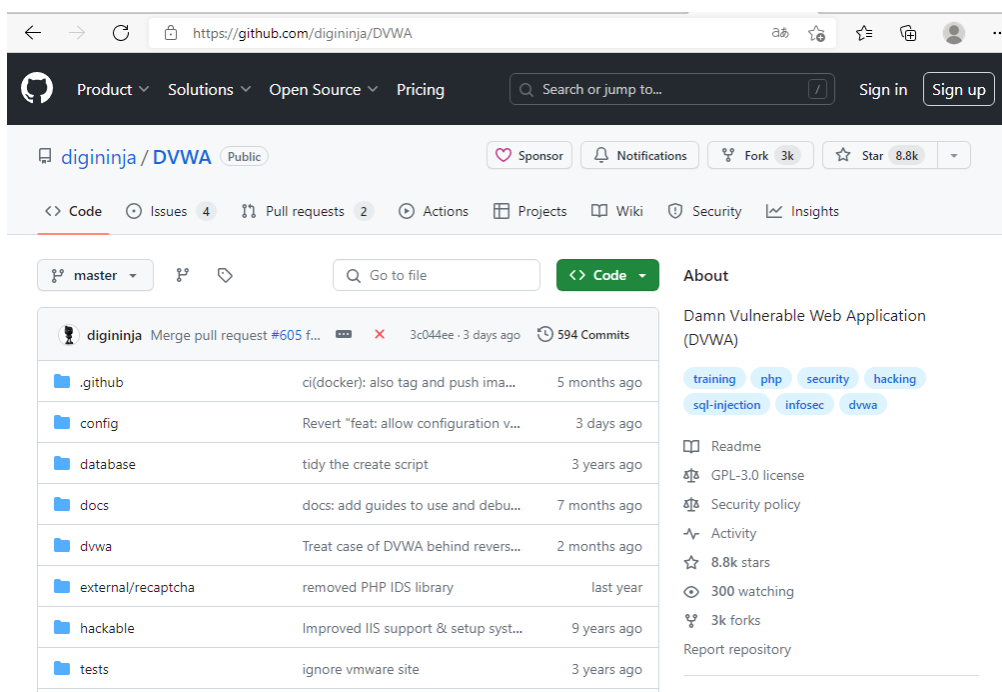 https://github.com/digininja/DVWA
Product Solutions Open Source Pricing Search or jump to... / Sign in Sign up
digininja / DVWA Public Sponsor Notifications Fork 3k Star 8.8k
<> Code Issues 4 Pull requests 2 Actions Projects Wiki Security Insights
master Go to file <> Code
digininja Merge pull request #605 f... 3c044ee · 3 days ago 594 Commits
.github ci(docker): also tag and push ima... 5 months ago
config Revert "feat: allow configuration v... 3 days ago
database tidy the create script 3 years ago
docs docs: add guides to use and debu... 7 months ago
dvwa Treat case of DVWA behind revers... 2 months ago
external/recaptcha removed PHP IDS library last year
hackable Improved IIS support & setup syst... 9 years ago
tests ignore vmware site 3 years ago
About
Damn Vulnerable Web Application
(DVWA)
training php security hacking
sql-injection infosec dvwa
Readme
GPL-3.0 license
Security policy
Activity
8.8k stars
300 watching
3k forks
Report repository